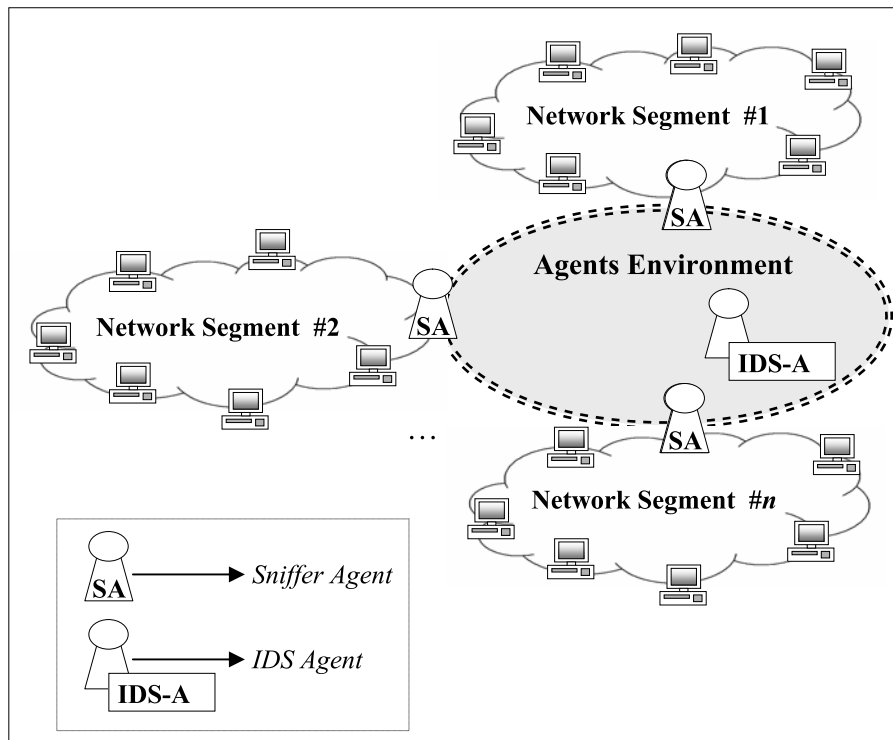 Network Segment #1
SA
Agents Environment
Network Segment #2
SA
IDS-A
SA
...
Network Segment #n
SA
Sniffer Agent
IDS Agent
IDS-A